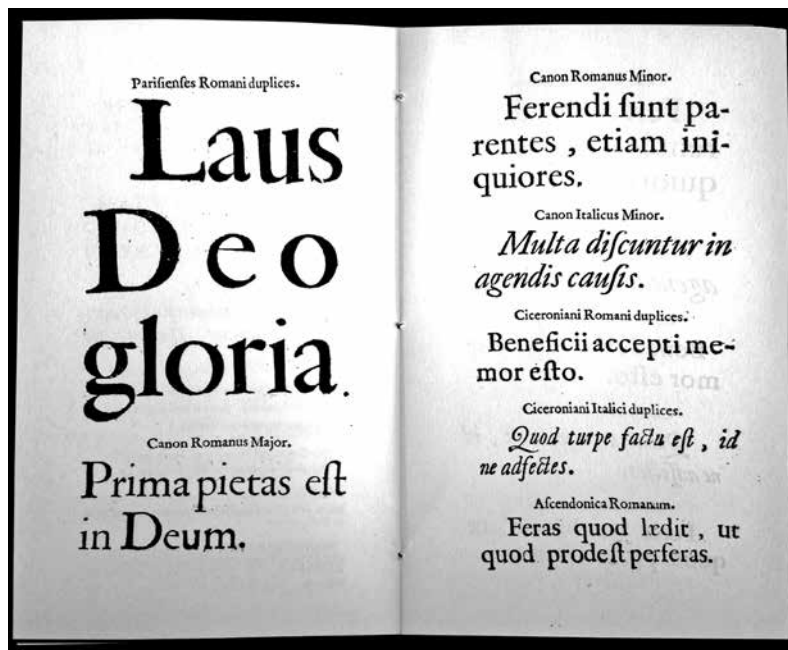 Pariſienſes Romani duplices.
Laus
Deo
gloria.
Canon Romanus Major.
Prima pietas eſt
in Deum.
Canon Romanus Minor.
Ferendi ſunt pa-
rentes , etiam ini-
quiores.
Canon Italicus Minor.
Multa diſcuntur in
agendis cauſis.
Ciceroniani Romani duplices.
Beneficii accepti me-
mor eſto.
Ciceroniani Italici duplices.
Quod turpe factu eſt , id
ne adfectes.
Aſcendonica Romanum.
Feras quod lædit , ut
quod prodeſt perferas.